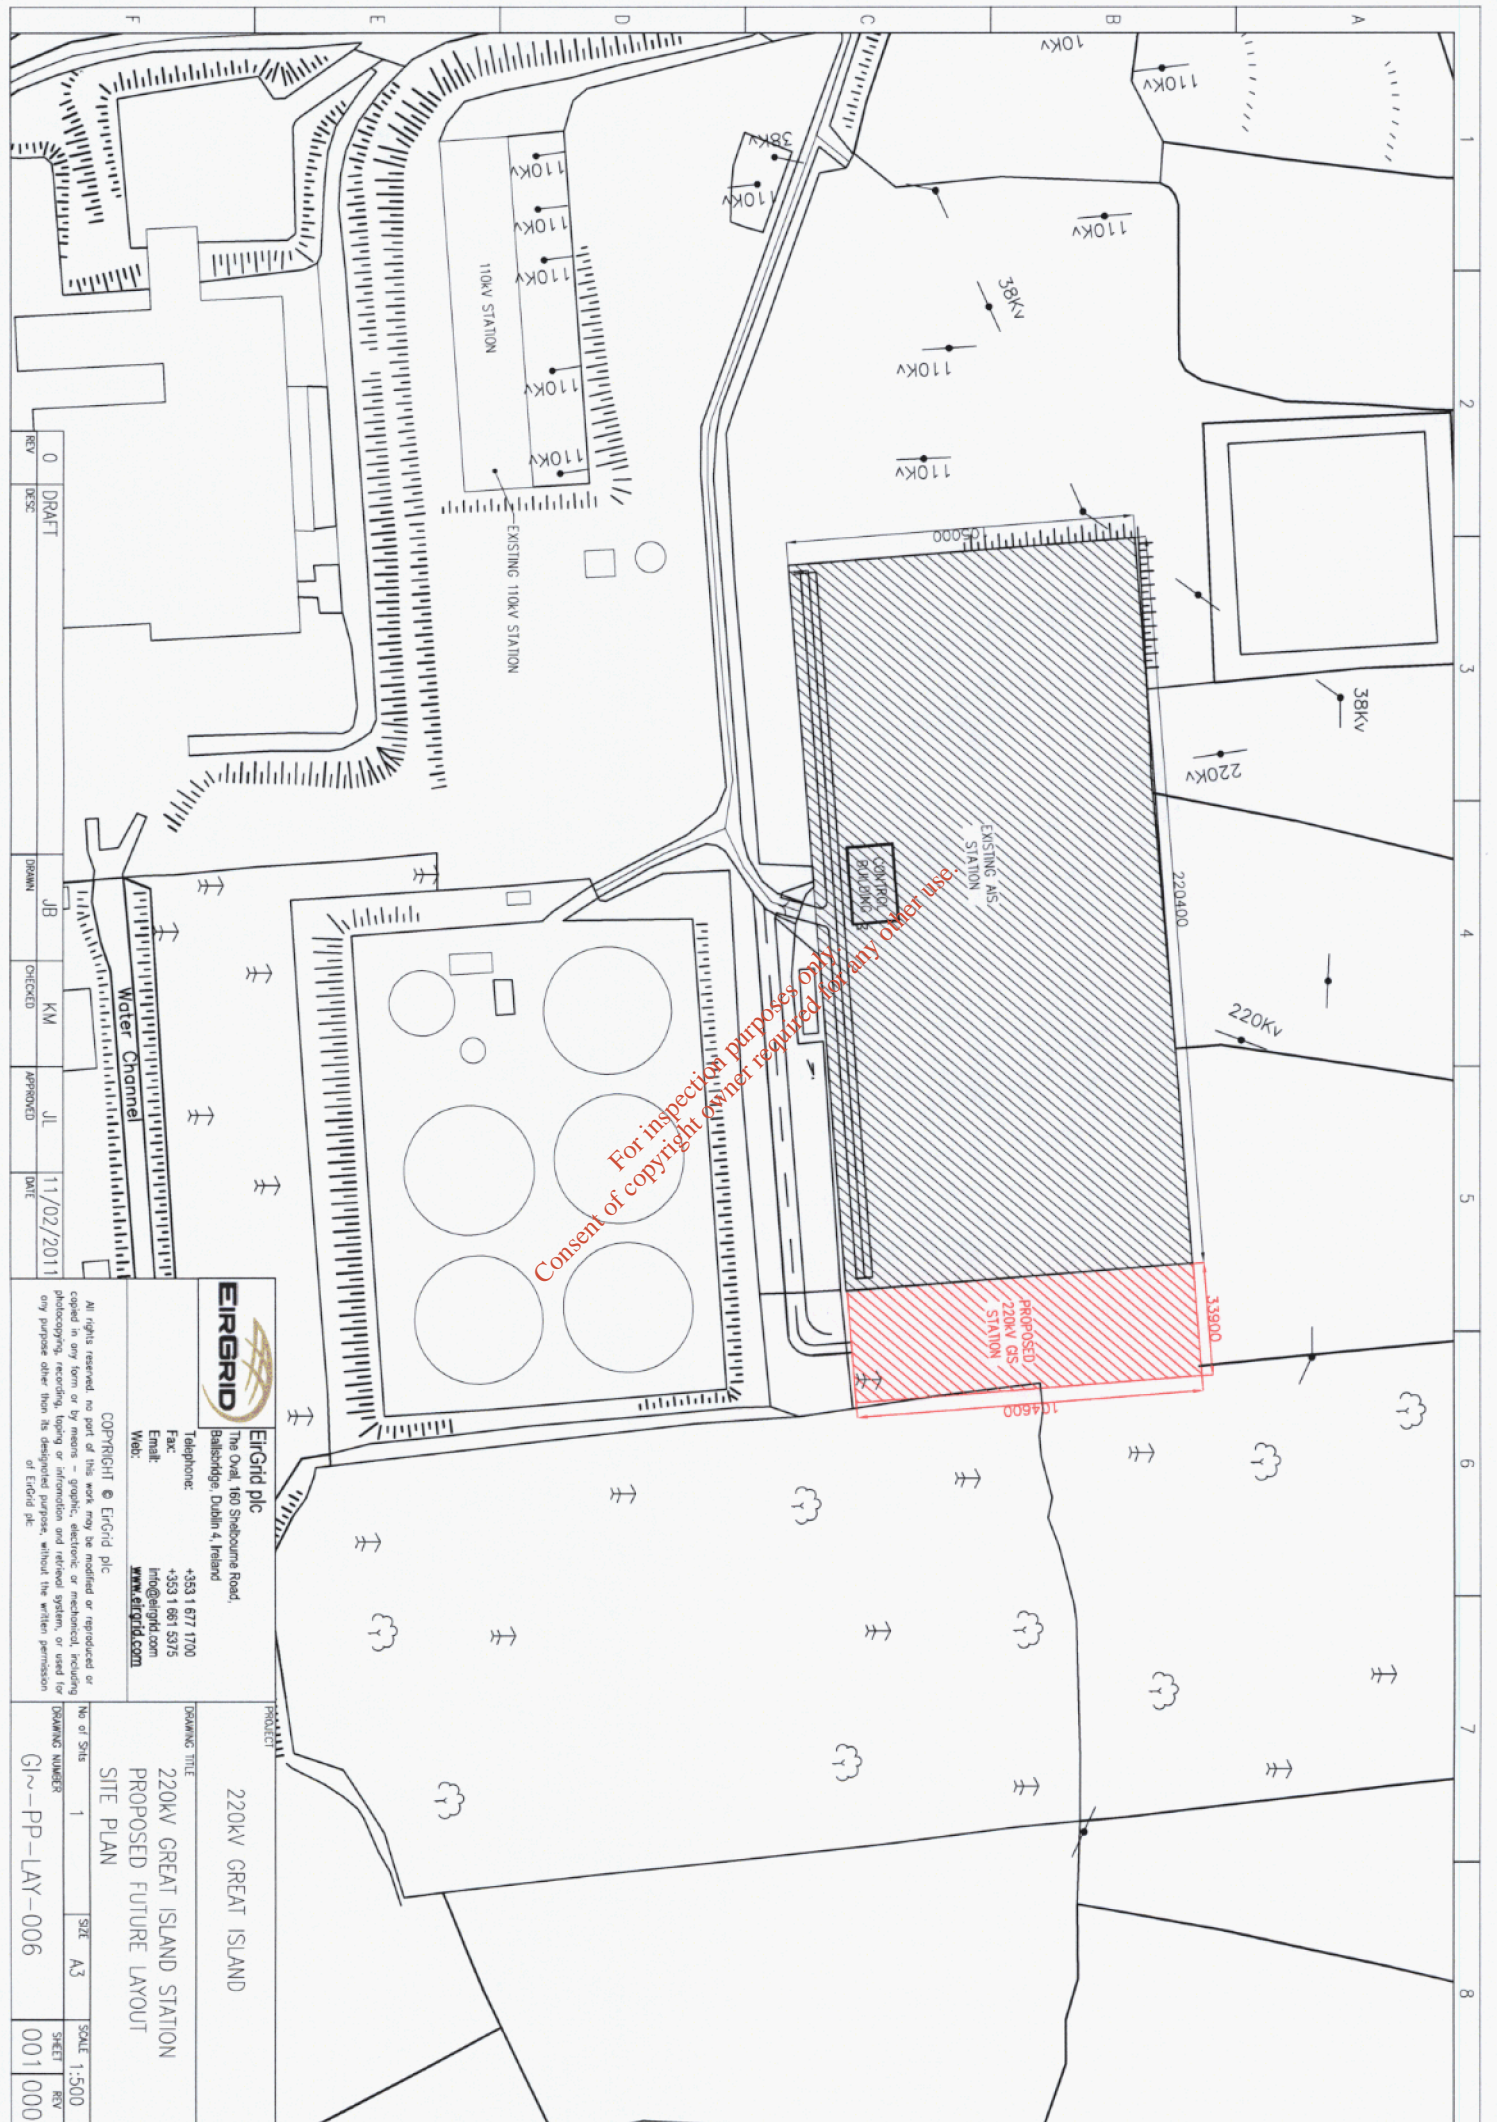 F
E
D
C
B
A
1
2
3
4
5
6
7
8
10Kv
110Kv
38Kv
110Kv
110Kv
110Kv
110Kv
110Kv
110Kv
110Kv
38Kv
110Kv
110Kv
110kV STATION
EXISTING 110kV STATION
105000
38Kv
220Kv
220400
220Kv
EXISTING AIS
STATION
CONTROL
BUILDING
33900
PROPOSED
220kV GIS
STATION
104600
Water Channel
For inspection purposes only.
Consent of copyright owner required for any other use.
0
DRAFT
JB
KM
JL
11/02/2011
REV
DESC
DRAWN
CHECKED
APPROVED
DATE
EIRGRID
EirGrid plc
The Oval, 160 Shelbourne Road,
Ballsbridge, Dublin 4, Ireland
Telephone: +353 1 677 1700
Fax: +353 1 661 5375
Email: info@eirgrid.com
Web: www.eirgrid.com
COPYRIGHT © EirGrid plc
All rights reserved. no part of this work may be modified or reproduced or
copied in any form or by means – graphic, electronic or mechanical, including
photocopying, recording, taping or infromation and retrieval system, or used for
any purpose other than its designated purpose, without the written permission
of EirGrid plc
PROJECT
220kV GREAT ISLAND
DRAWING TITLE
220kV GREAT ISLAND STATION
PROPOSED FUTURE LAYOUT
SITE PLAN
No of Shts 1
SIZE A3
SCALE 1:500
DRAWING NUMBER
GI~-PP-LAY-006
SHEET
001
REV
000